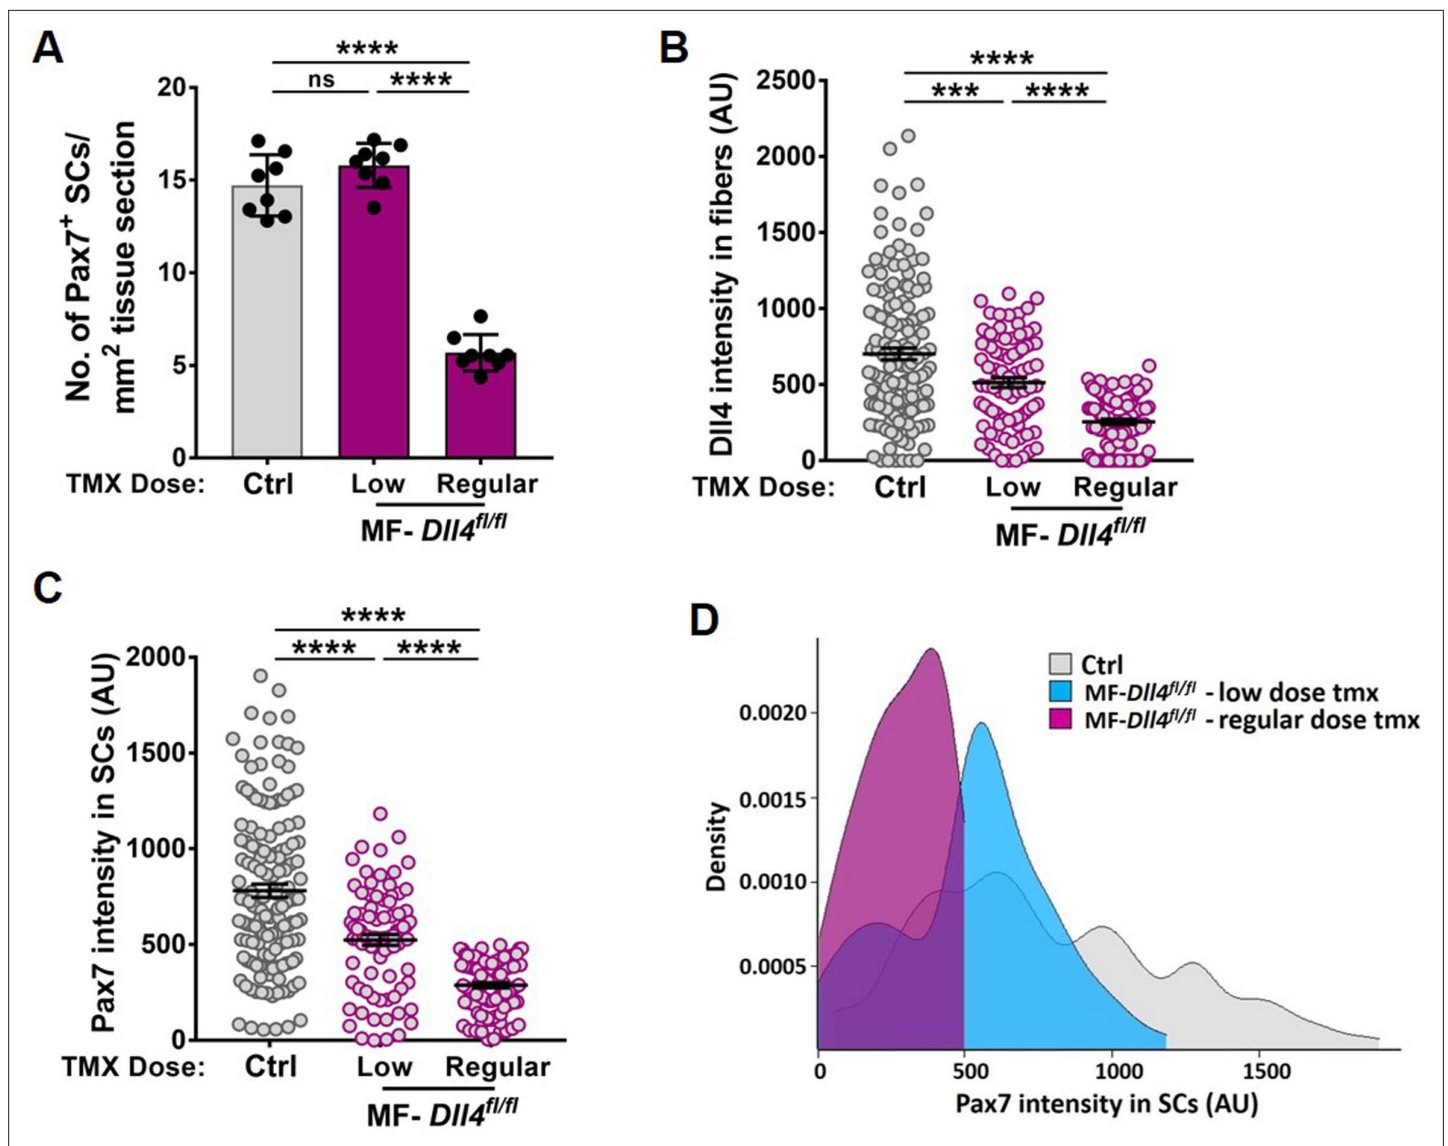 A
****
ns ****
No. of Pax7+ SCs/
mm2 tissue section
20
15
10
5
0
TMX Dose: Ctrl Low Regular
MF- Dll4fl/fl
B
****
*** ****
Dll4 intensity in fibers (AU)
2500
2000
1500
1000
500
0
TMX Dose: Ctrl Low Regular
MF- Dll4fl/fl
C
****
**** ****
Pax7 intensity in SCs (AU)
2000
1500
1000
500
0
TMX Dose: Ctrl Low Regular
MF- Dll4fl/fl
D
Ctrl
MF-Dll4fl/fl - low dose tmx
MF-Dll4fl/fl - regular dose tmx
Density
0.0020
0.0015
0.0010
0.0005
0 500 1000 1500
Pax7 intensity in SCs (AU)